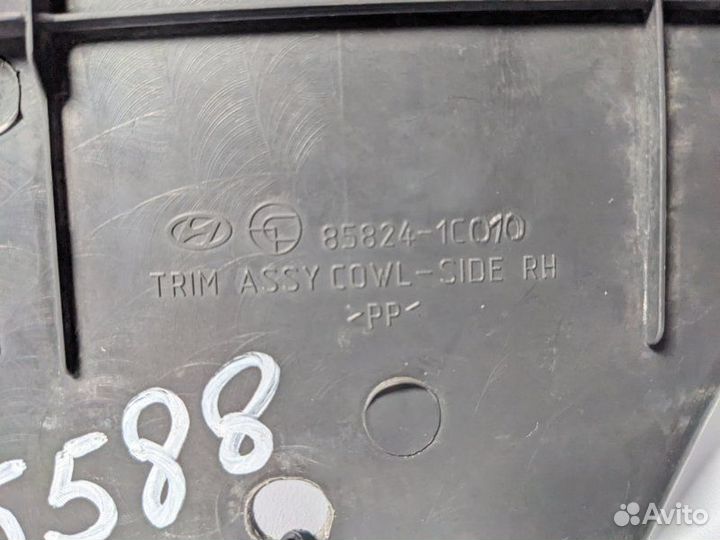 85824-1C010
TRIM ASSY COWL-SIDE RH
>PP<
5588
Avito